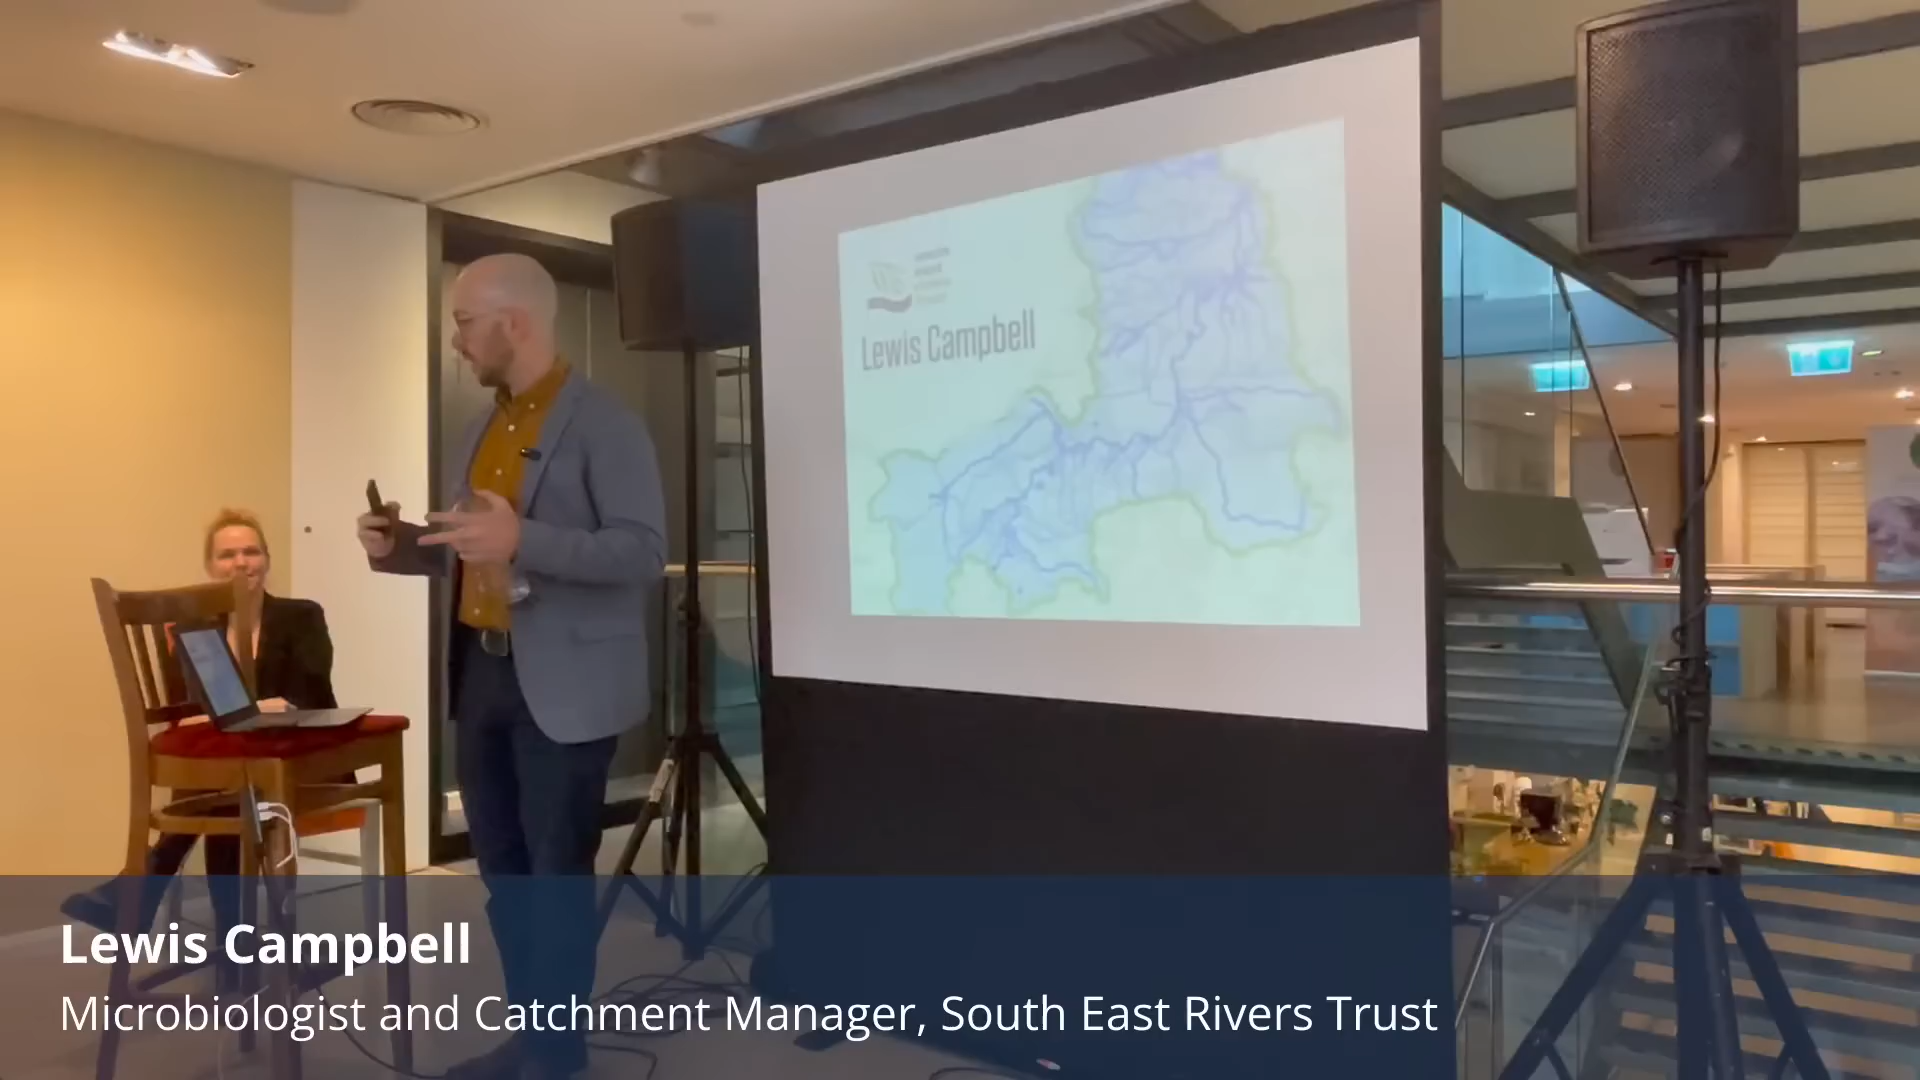 Lewis Campbell
Lewis Campbell
Microbiologist and Catchment Manager, South East Rivers Trust